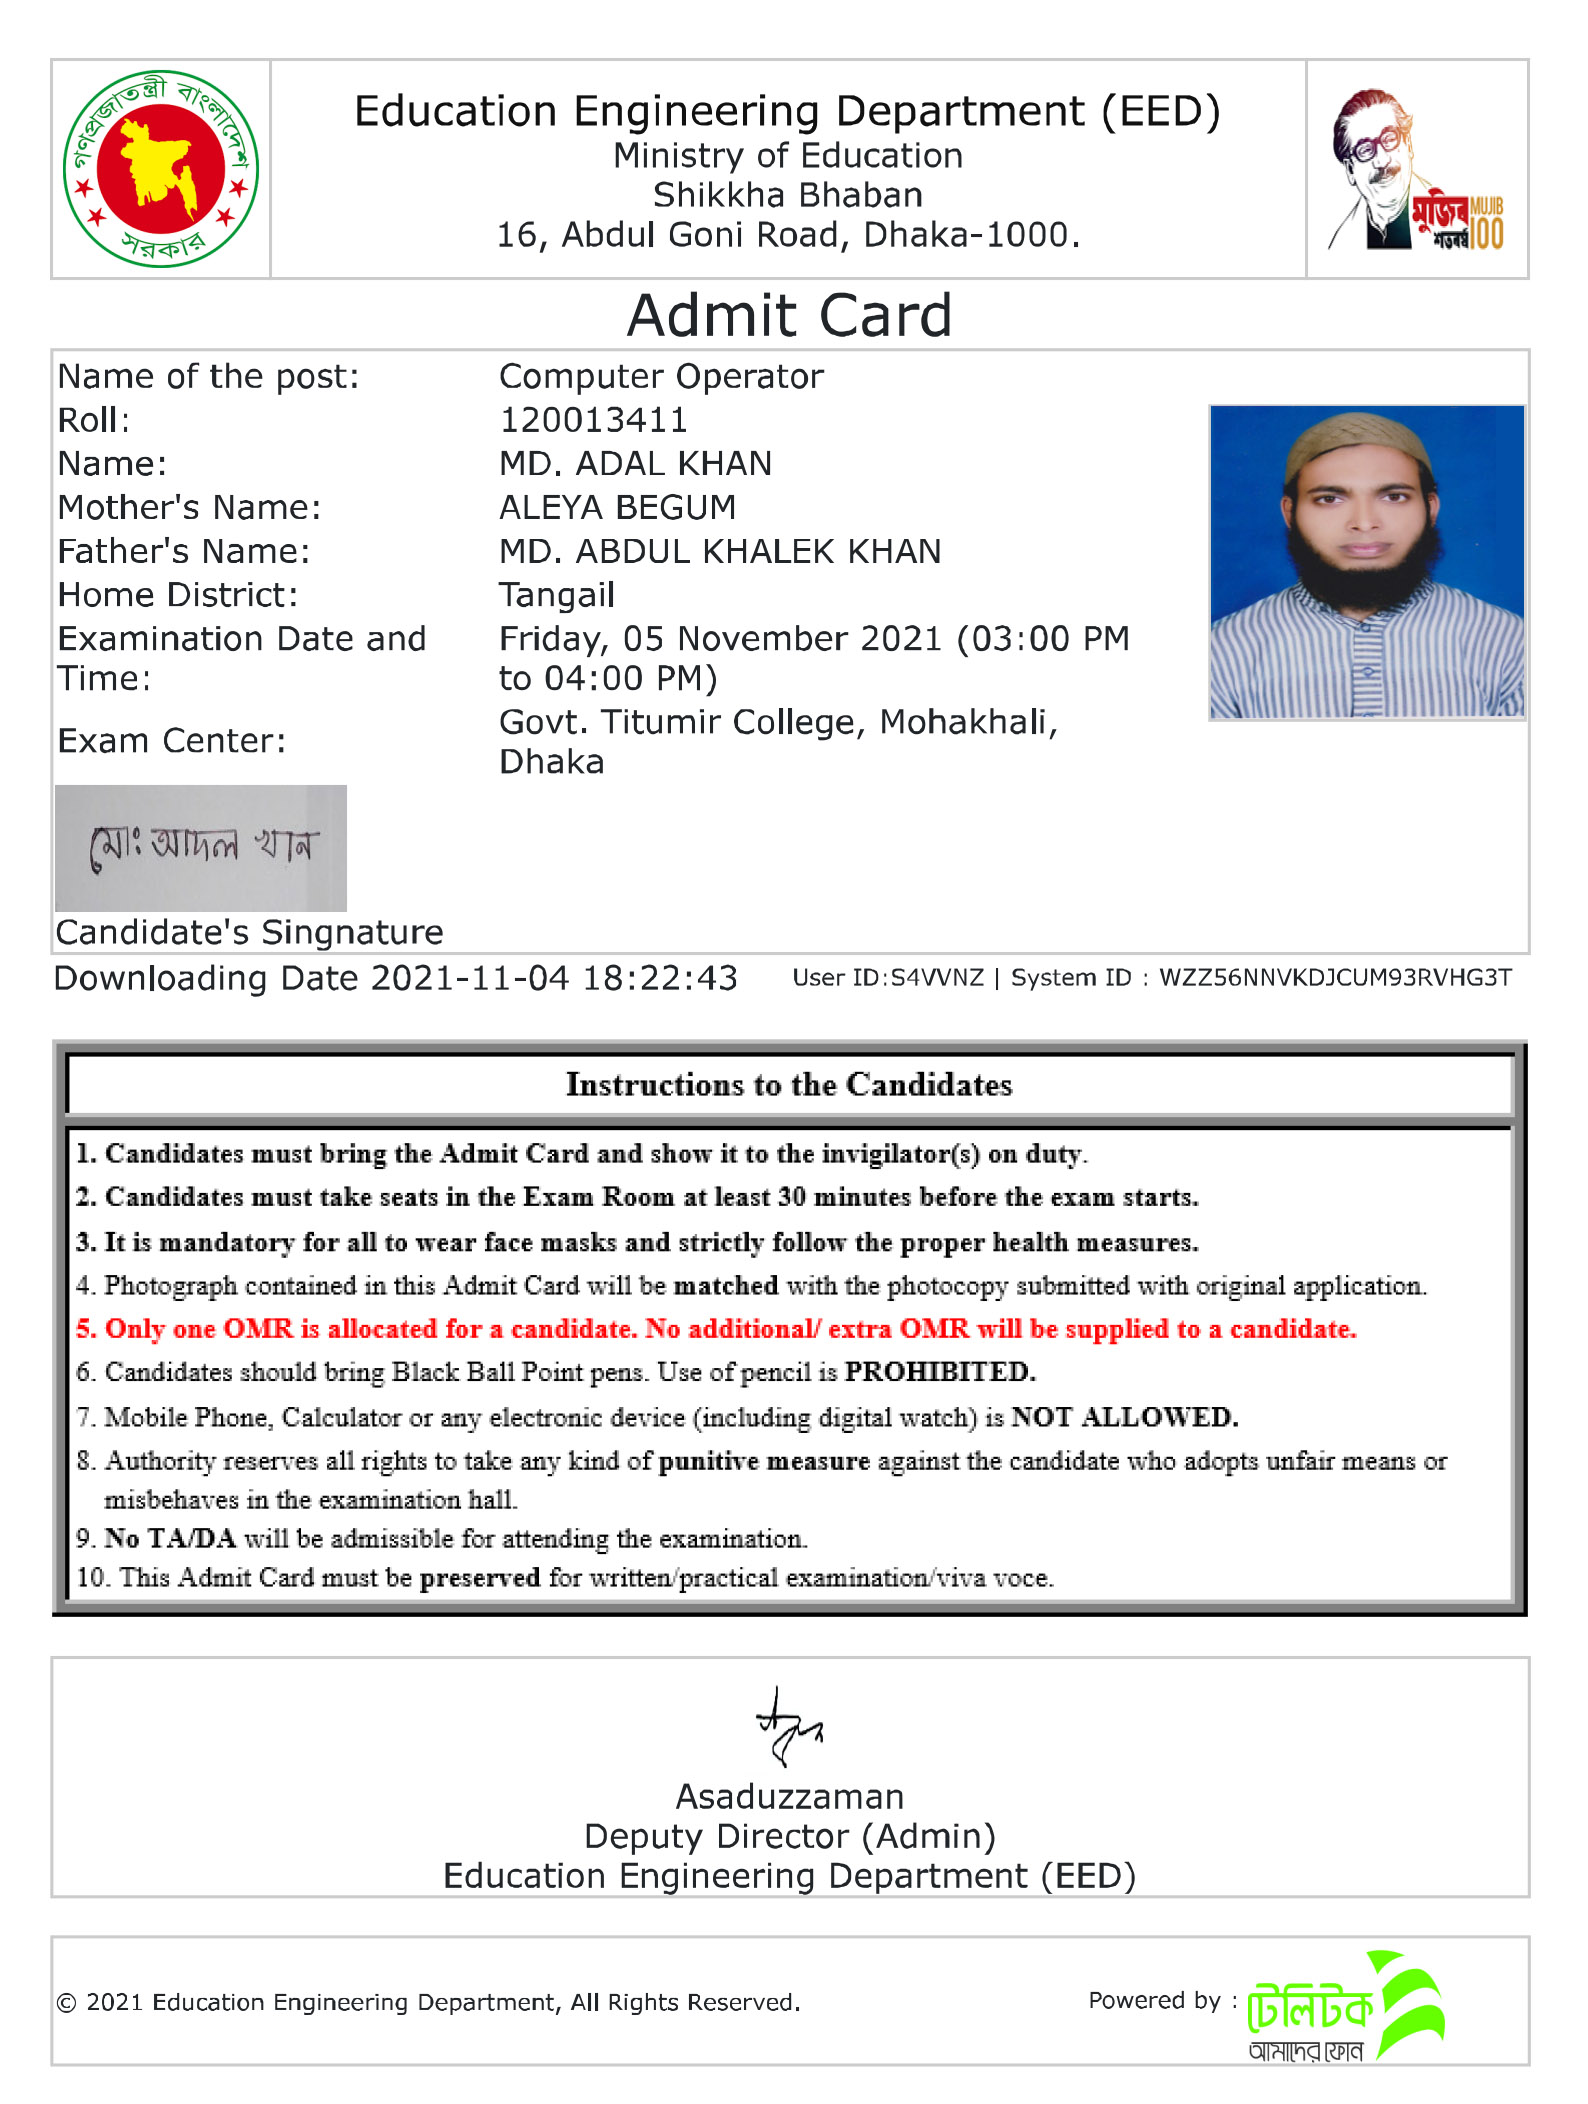 গণপ্রজাতন্ত্রী বাংলাদেশ
সরকার
Education Engineering Department (EED)
Ministry of Education
Shikkha Bhaban
16, Abdul Goni Road, Dhaka-1000.
মুজিব MUJIB
শতবর্ষ 100
Admit Card
Name of the post: Computer Operator
Roll: 120013411
Name: MD. ADAL KHAN
Mother's Name: ALEYA BEGUM
Father's Name: MD. ABDUL KHALEK KHAN
Home District: Tangail
Examination Date and Time: Friday, 05 November 2021 (03:00 PM
to 04:00 PM)
Exam Center: Govt. Titumir College, Mohakhali,
Dhaka
মোঃ আদল খান
Candidate's Singnature
Downloading Date 2021-11-04 18:22:43 User ID:S4VVNZ | System ID : WZZ56NNVKDJCUM93RVHG3T
Instructions to the Candidates
1. Candidates must bring the Admit Card and show it to the invigilator(s) on duty.
2. Candidates must take seats in the Exam Room at least 30 minutes before the exam starts.
3. It is mandatory for all to wear face masks and strictly follow the proper health measures.
4. Photograph contained in this Admit Card will be matched with the photocopy submitted with original application.
5. Only one OMR is allocated for a candidate. No additional/ extra OMR will be supplied to a candidate.
6. Candidates should bring Black Ball Point pens. Use of pencil is PROHIBITED.
7. Mobile Phone, Calculator or any electronic device (including digital watch) is NOT ALLOWED.
8. Authority reserves all rights to take any kind of punitive measure against the candidate who adopts unfair means or
misbehaves in the examination hall.
9. No TA/DA will be admissible for attending the examination.
10. This Admit Card must be preserved for written/practical examination/viva voce.
Asaduzzaman
Deputy Director (Admin)
Education Engineering Department (EED)
© 2021 Education Engineering Department, All Rights Reserved.
Powered by : টেলিটক
আমাদের ফোন